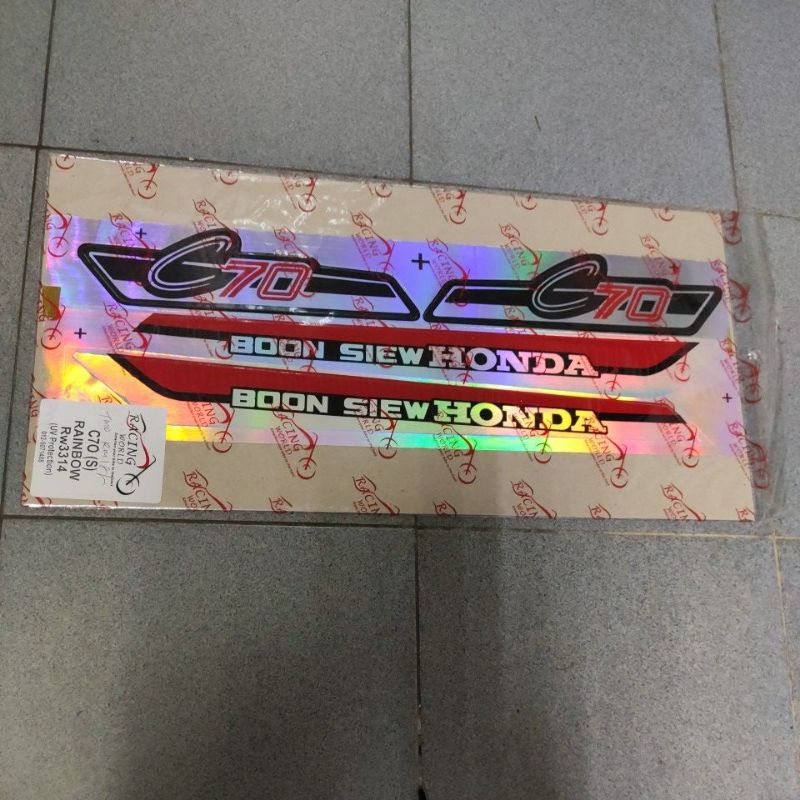 C70
C70
BOON SIEW HONDA
BOON SIEW HONDA
RACING
WORLD
C70 (S)
RAINBOW
RW3314
(UV Protection)